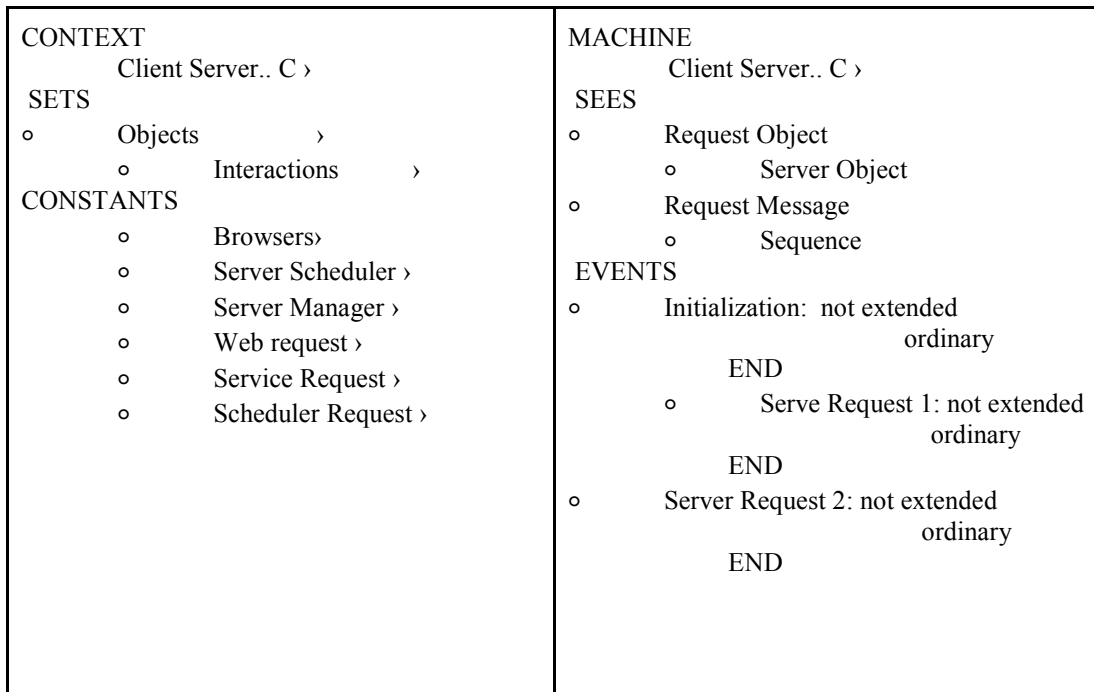 CONTEXT
Client Server.. C ›
SETS
o Objects ›
o Interactions ›
CONSTANTS
o Browsers›
o Server Scheduler ›
o Server Manager ›
o Web request ›
o Service Request ›
o Scheduler Request ›
MACHINE
Client Server.. C ›
SEES
o Request Object
o Server Object
o Request Message
o Sequence
EVENTS
o Initialization: not extended
ordinary
END
o Serve Request 1: not extended
ordinary
END
o Server Request 2: not extended
ordinary
END